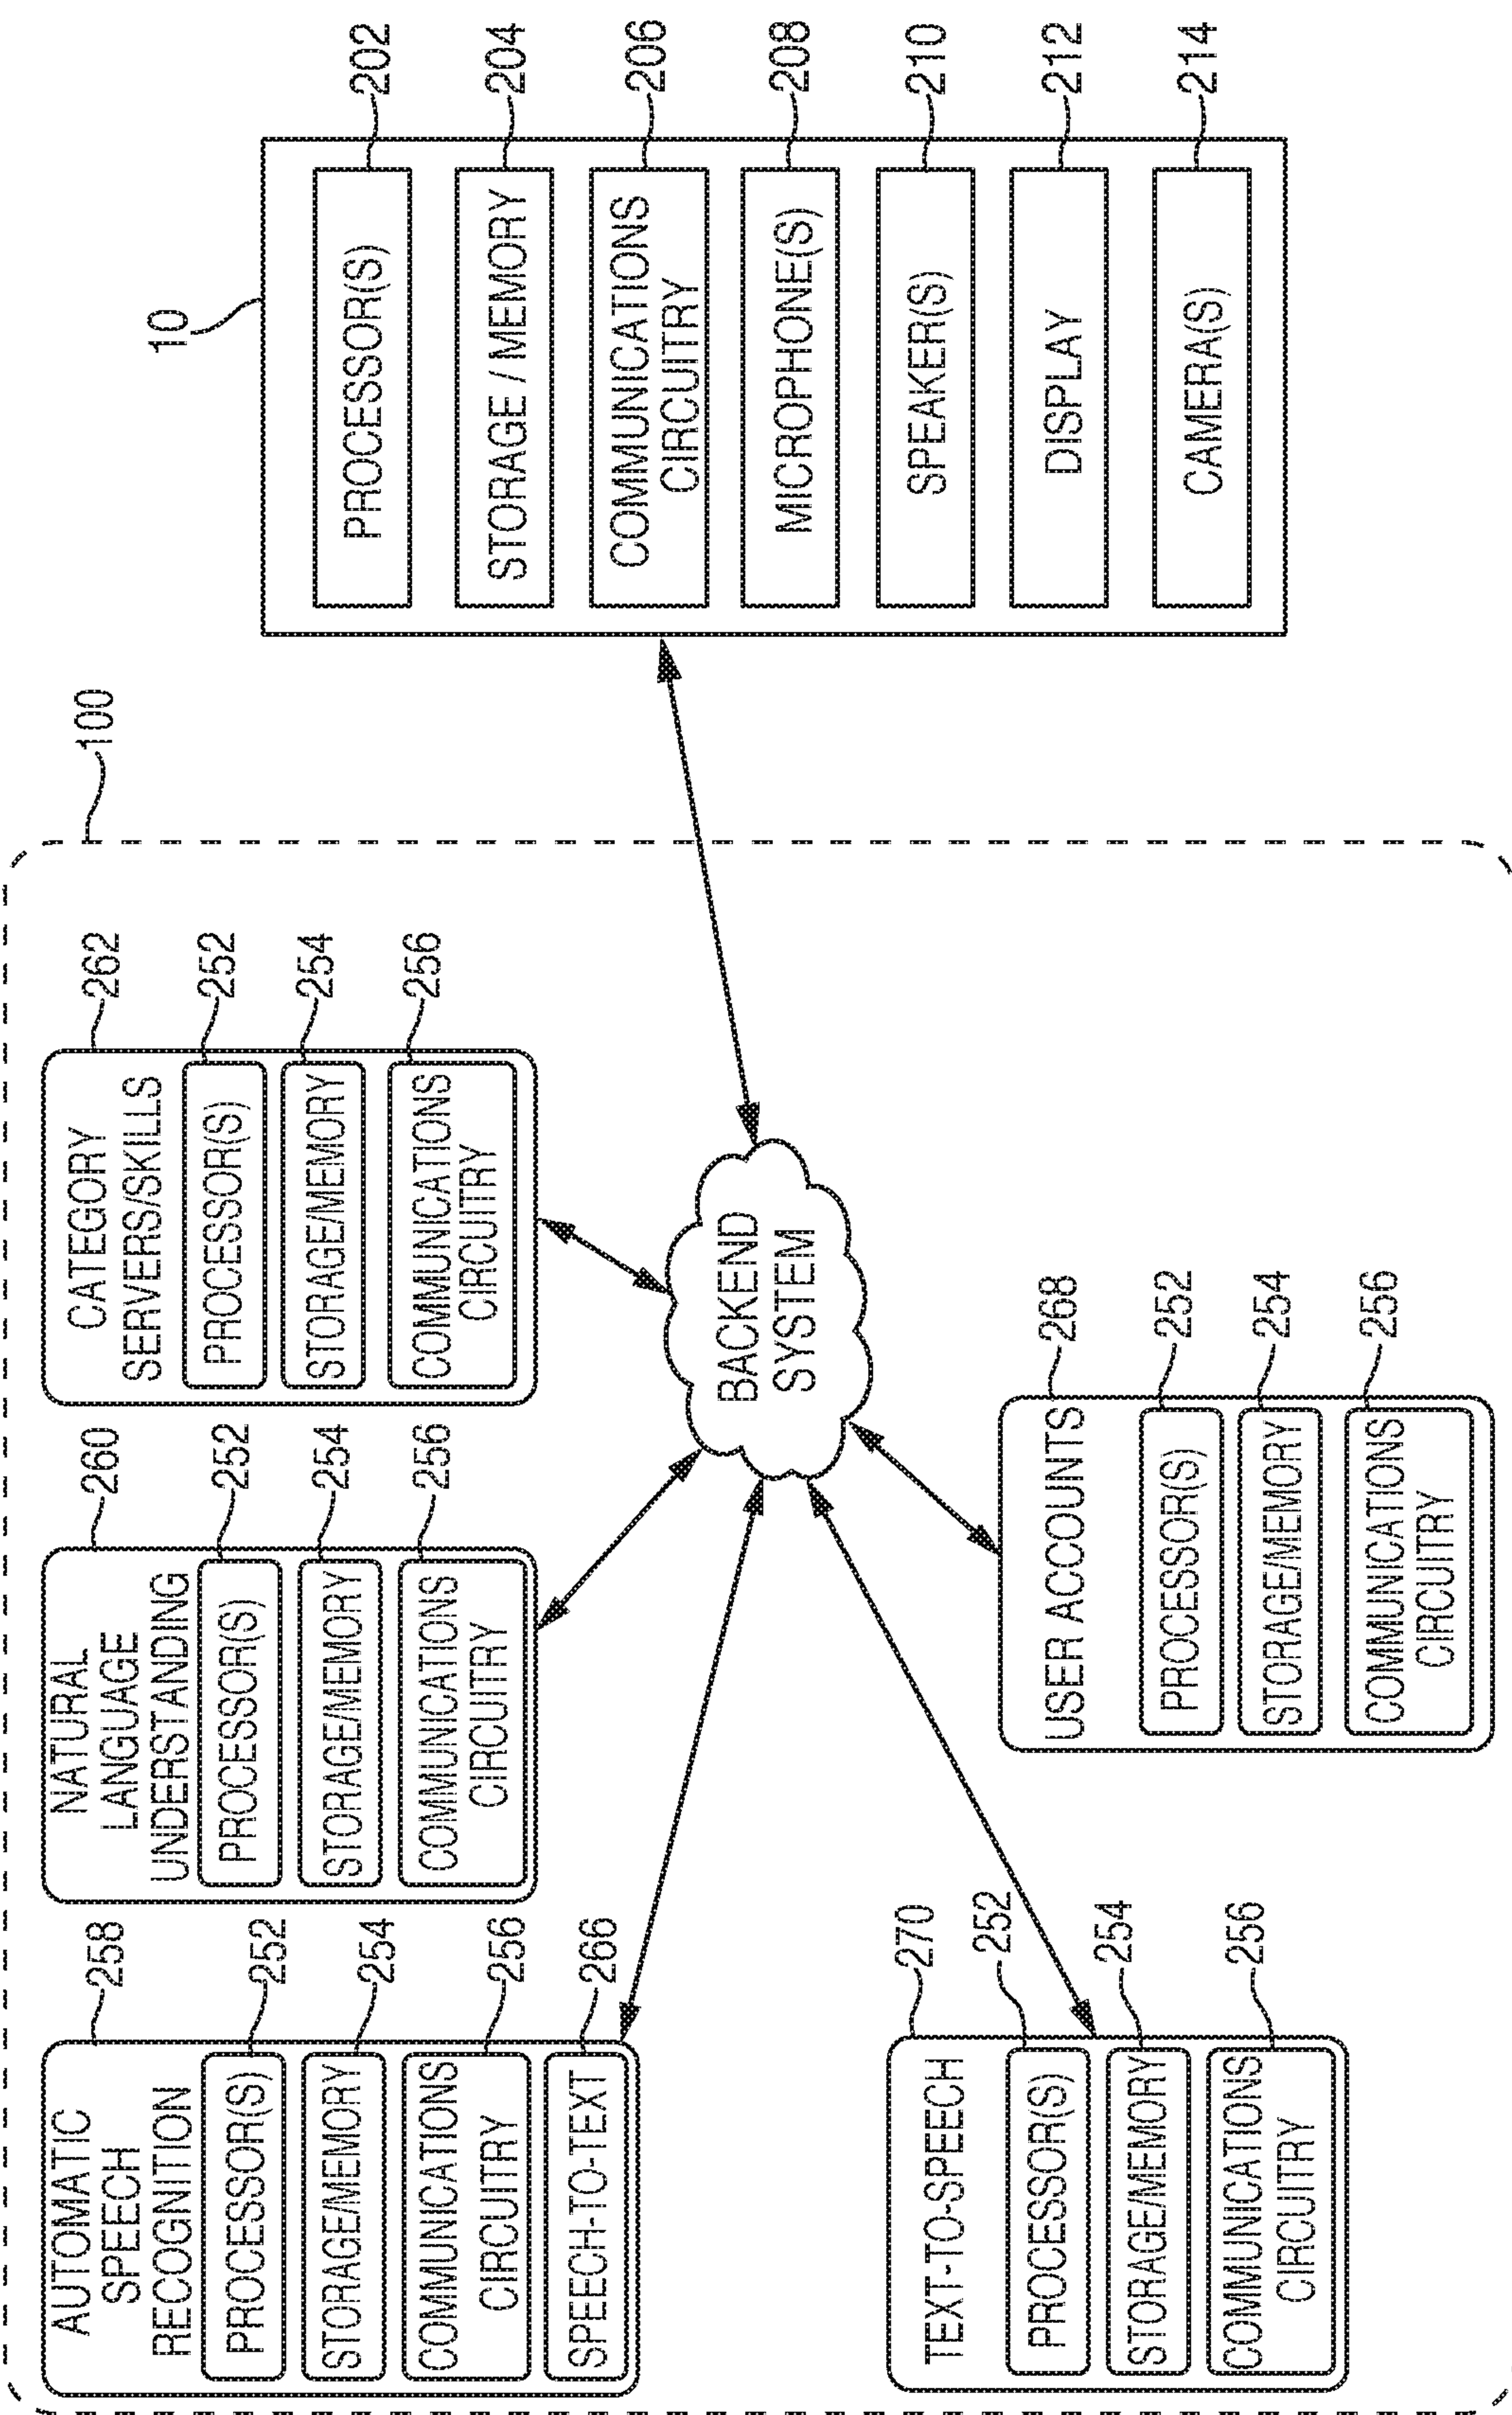 100
AUTOMATIC
SPEECH
RECOGNITION
258
PROCESSOR(S)
252
STORAGE/MEMORY
254
COMMUNICATIONS
CIRCUITRY
256
SPEECH-TO-TEXT
266
NATURAL
LANGUAGE
UNDERSTANDING
260
PROCESSOR(S)
252
STORAGE/MEMORY
254
COMMUNICATIONS
CIRCUITRY
256
CATEGORY
SERVERS/SKILLS
262
PROCESSOR(S)
252
STORAGE/MEMORY
254
COMMUNICATIONS
CIRCUITRY
256
BACKEND
SYSTEM
TEXT-TO-SPEECH
270
PROCESSOR(S)
252
STORAGE/MEMORY
254
COMMUNICATIONS
CIRCUITRY
256
USER ACCOUNTS
268
PROCESSOR(S)
252
STORAGE/MEMORY
254
COMMUNICATIONS
CIRCUITRY
256
10
PROCESSOR(S)
202
STORAGE / MEMORY
204
COMMUNICATIONS
CIRCUITRY
206
MICROPHONE(S)
208
SPEAKER(S)
210
DISPLAY
212
CAMERA(S)
214